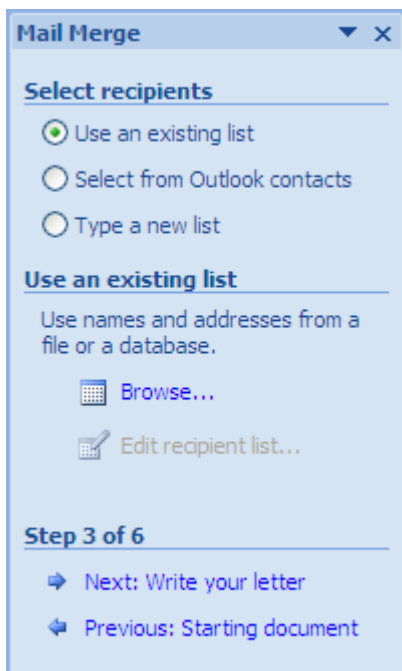 Mail Merge
Select recipients
Use an existing list
Select from Outlook contacts
Type a new list
Use an existing list
Use names and addresses from a
file or a database.
Browse...
Edit recipient list...
Step 3 of 6
Next: Write your letter
Previous: Starting document